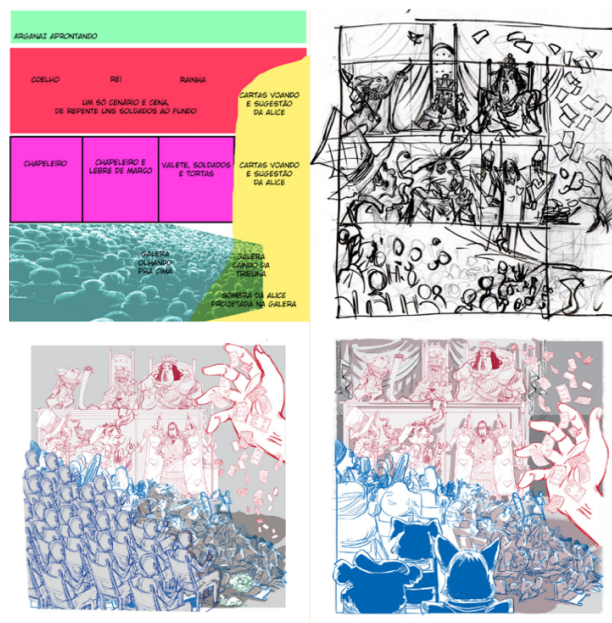 ARGANAZ APRONTANDO
COELHO REI RAINHA
UM SÓ CENÁRIO E CENA,
DE REPENTE UNS SOLDADOS AO FUNDO
CARTAS VOANDO
E SUGESTÃO
DA ALICE
CHAPELEIRO
CHAPELEIRO E
LEBRE DE MARÇO
VALETE, SOLDADOS
E TORTAS
CARTAS VOANDO
E SUGESTÃO
DA ALICE
GALERA
OLHANDO
PRA CIMA
GALERA
CAINDO DA
TRIBUNA
SOMBRA DA ALICE
PROJETADA NA GALERA